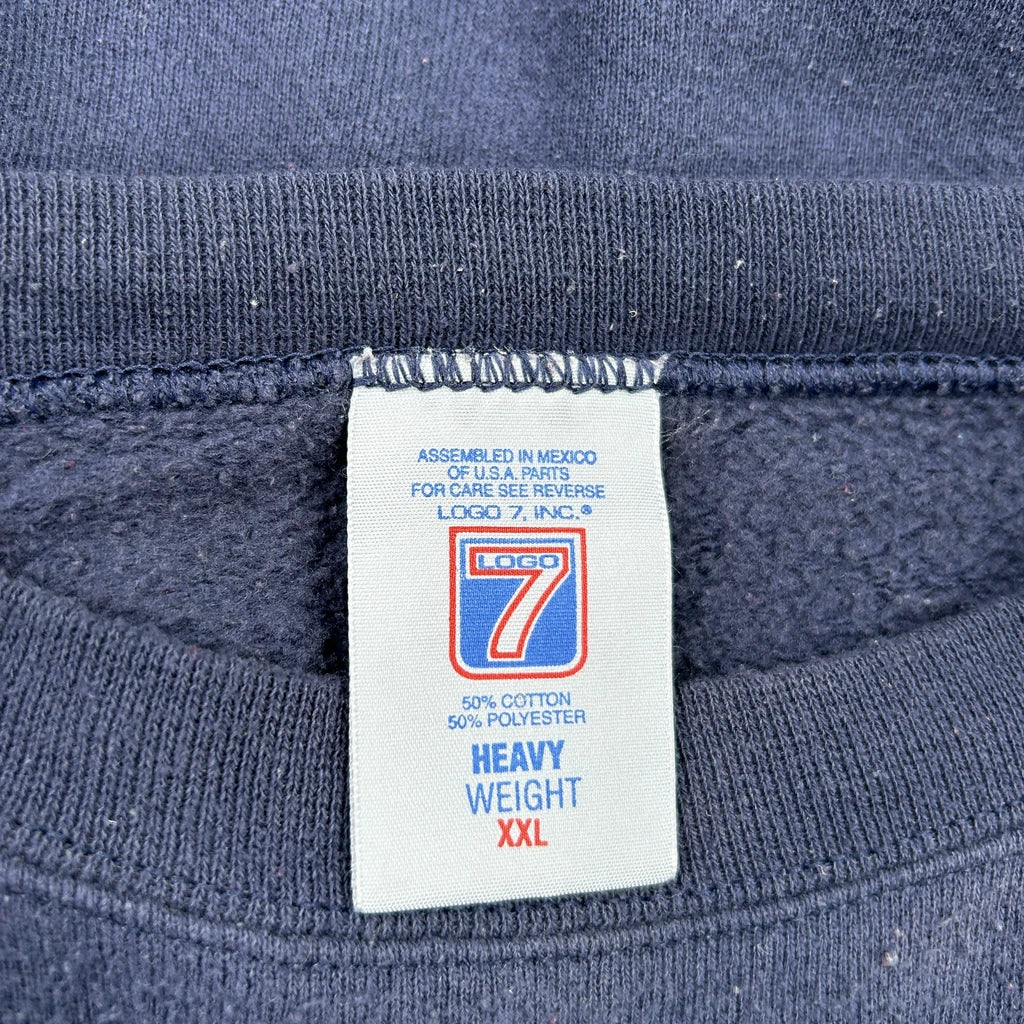 ASSEMBLED IN MEXICO
OF U.S.A. PARTS
FOR CARE SEE REVERSE
LOGO 7, INC.®
LOGO
7
50% COTTON
50% POLYESTER
HEAVY
WEIGHT
XXL